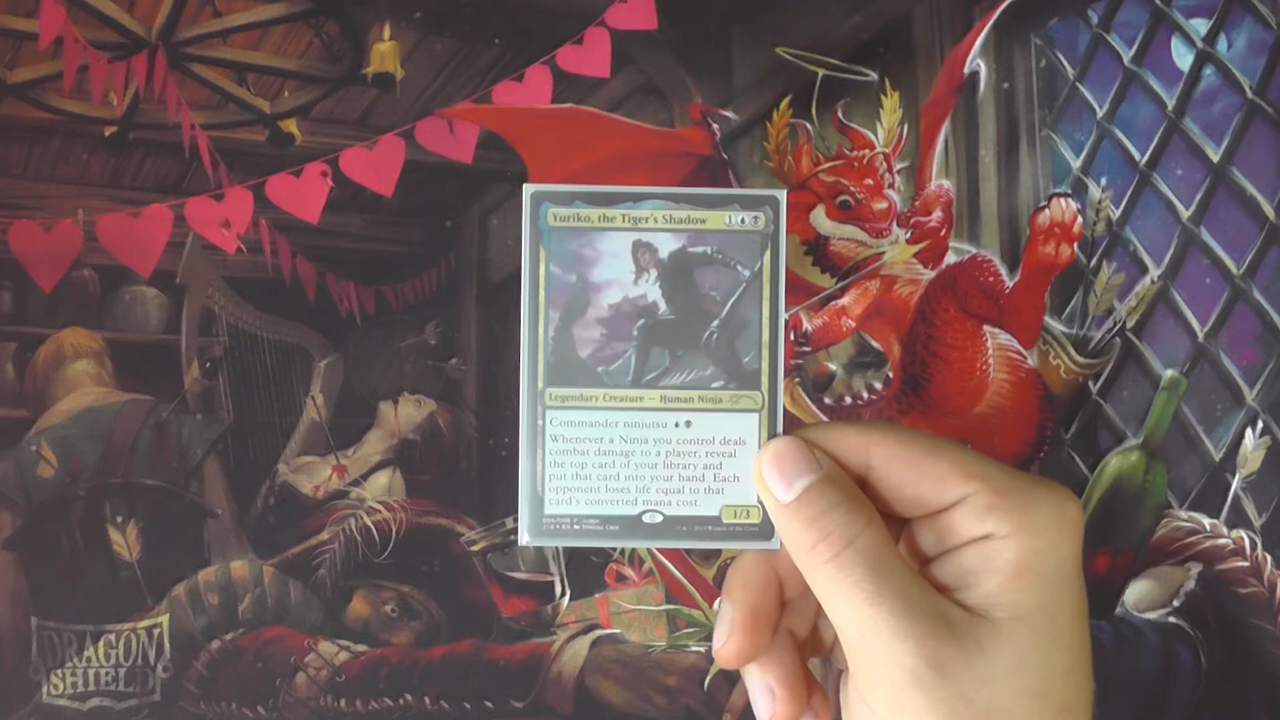 Yuriko, the Tiger's Shadow 1
Legendary Creature — Human Ninja
Commander ninjutsu
Whenever a Ninja you control deals
combat damage to a player, reveal
the top card of your library and
put that card into your hand. Each
opponent loses life equal to that
card's converted mana cost.
1/3
DRAGON
SHIELD